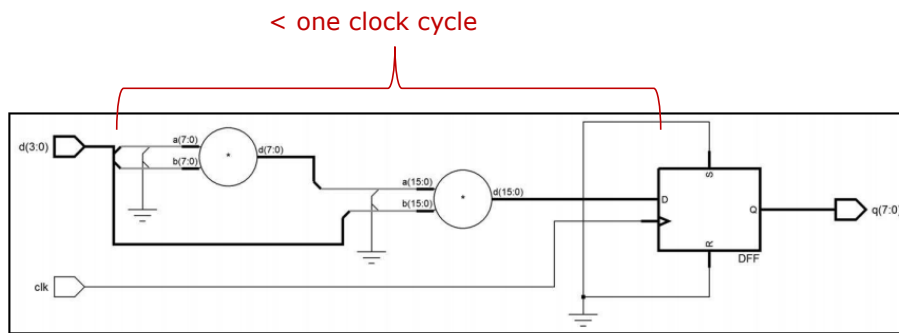 < one clock cycle
d(3:0)
a(7:0)
b(7:0)
*
d(7:0)
a(15:0)
b(15:0)
*
d(15:0)
D
S
Q
R
DFF
q(7:0)
clk